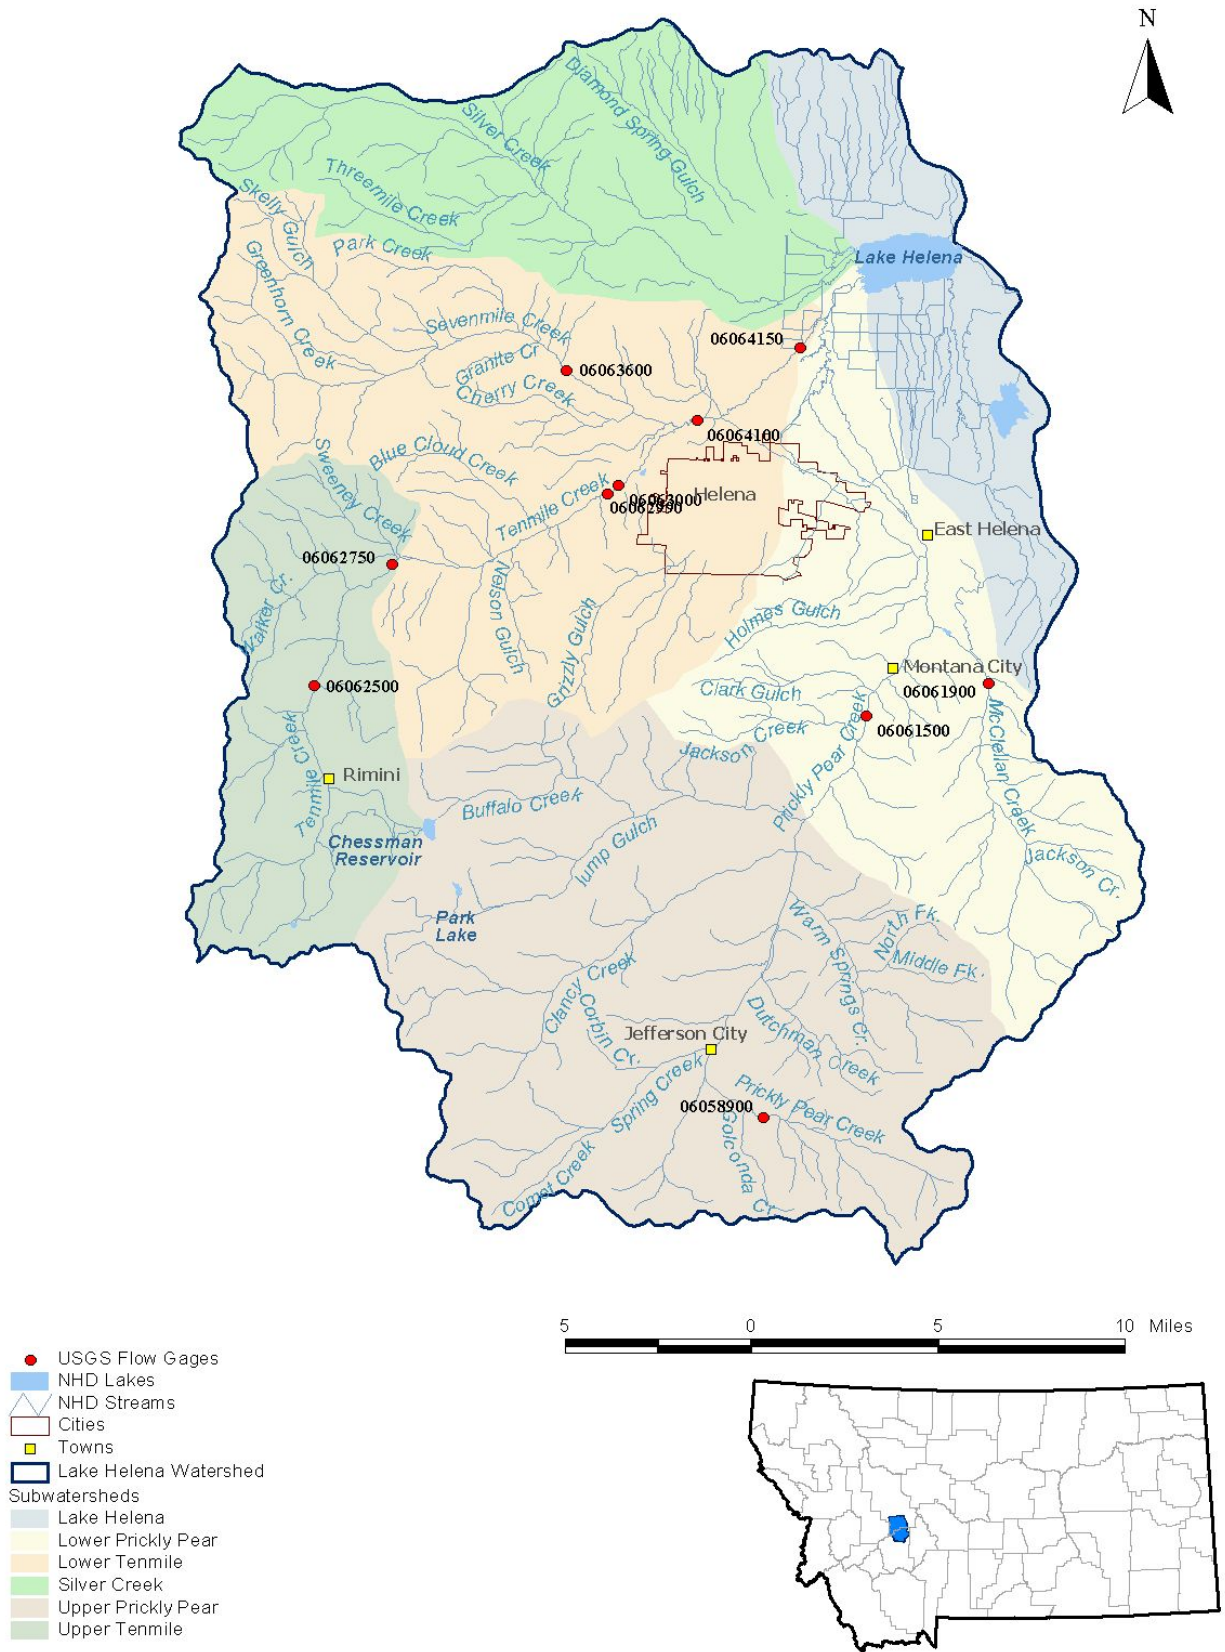 N
Diamond Spring Gulch
Silver Creek
Threemile Creek
Skelly Gulch
Park Creek
Greenhorn Creek
Lake Helena
Sevenmile Creek
06064150
Granite Cr
06063600
Cherry Creek
06064100
Blue Cloud Creek
Sweeney Creek
Tenmile Creek
06063000
Helena
East Helena
06062750
Nelson Gulch
Walker Cr.
Grizzly Gulch
Holmes Gulch
Montana City
06062500
Clark Gulch
06061900
06061500
Jackson Creek
Prickly Pear Creek
McClellan Creek
Tenmile Creek
Rimini
Buffalo Creek
Chessman
Reservoir
lump Gulch
Jackson Cr.
Park
Lake
Warm Springs Cr.
North Fk.
Middle Fk.
Clancy Creek
Corbin Cr.
Jefferson City
Dutchman Creek
Spring Creek
Prickly Pear Creek
06058900
Golconda Cr.
Comet Creek
5 0 5 10 Miles
USGS Flow Gages
NHD Lakes
NHD Streams
Cities
Towns
Lake Helena Watershed
Subwatersheds
Lake Helena
Lower Prickly Pear
Lower Tenmile
Silver Creek
Upper Prickly Pear
Upper Tenmile